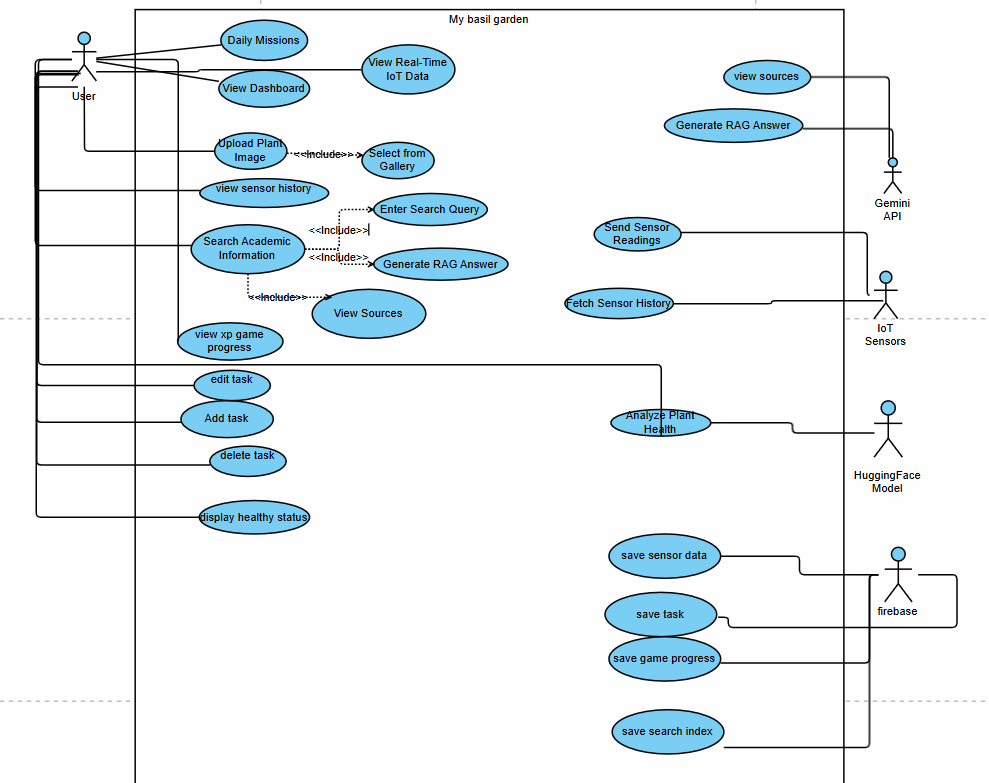 My basil garden
Daily Missions
View Real-Time
IoT Data
View Dashboard
User
Upload Plant
Image
<<Include>>
Select from
Gallery
view sensor history
Enter Search Query
<<Include>>
Search Academic
Information
<<Include>>
Generate RAG Answer
<<Include>>
View Sources
view xp game
progress
edit task
Add task
delete task
display healthy status
view sources
Generate RAG Answer
Gemini
API
Send Sensor
Readings
Fetch Sensor History
IoT
Sensors
Analyze Plant
Health
HuggingFace
Model
save sensor data
firebase
save task
save game progress
save search index